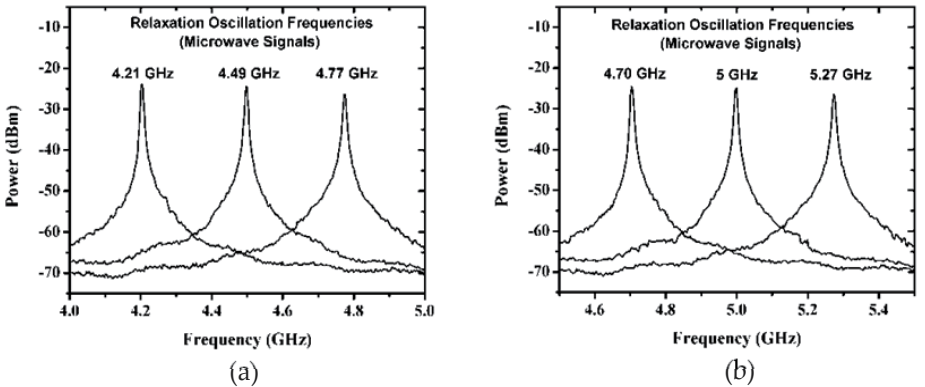 Relaxation Oscillation Frequencies
(Microwave Signals)
4.21 GHz 4.49 GHz 4.77 GHz
-10
-20
-30
-40
-50
-60
-70
Power (dBm)
4.0 4.2 4.4 4.6 4.8 5.0
Frequency (GHz)
(a)
Relaxation Oscillation Frequencies
(Microwave Signals)
4.70 GHz 5 GHz 5.27 GHz
-10
-20
-30
-40
-50
-60
-70
Power (dBm)
4.6 4.8 5.0 5.2 5.4
Frequency (GHz)
(b)